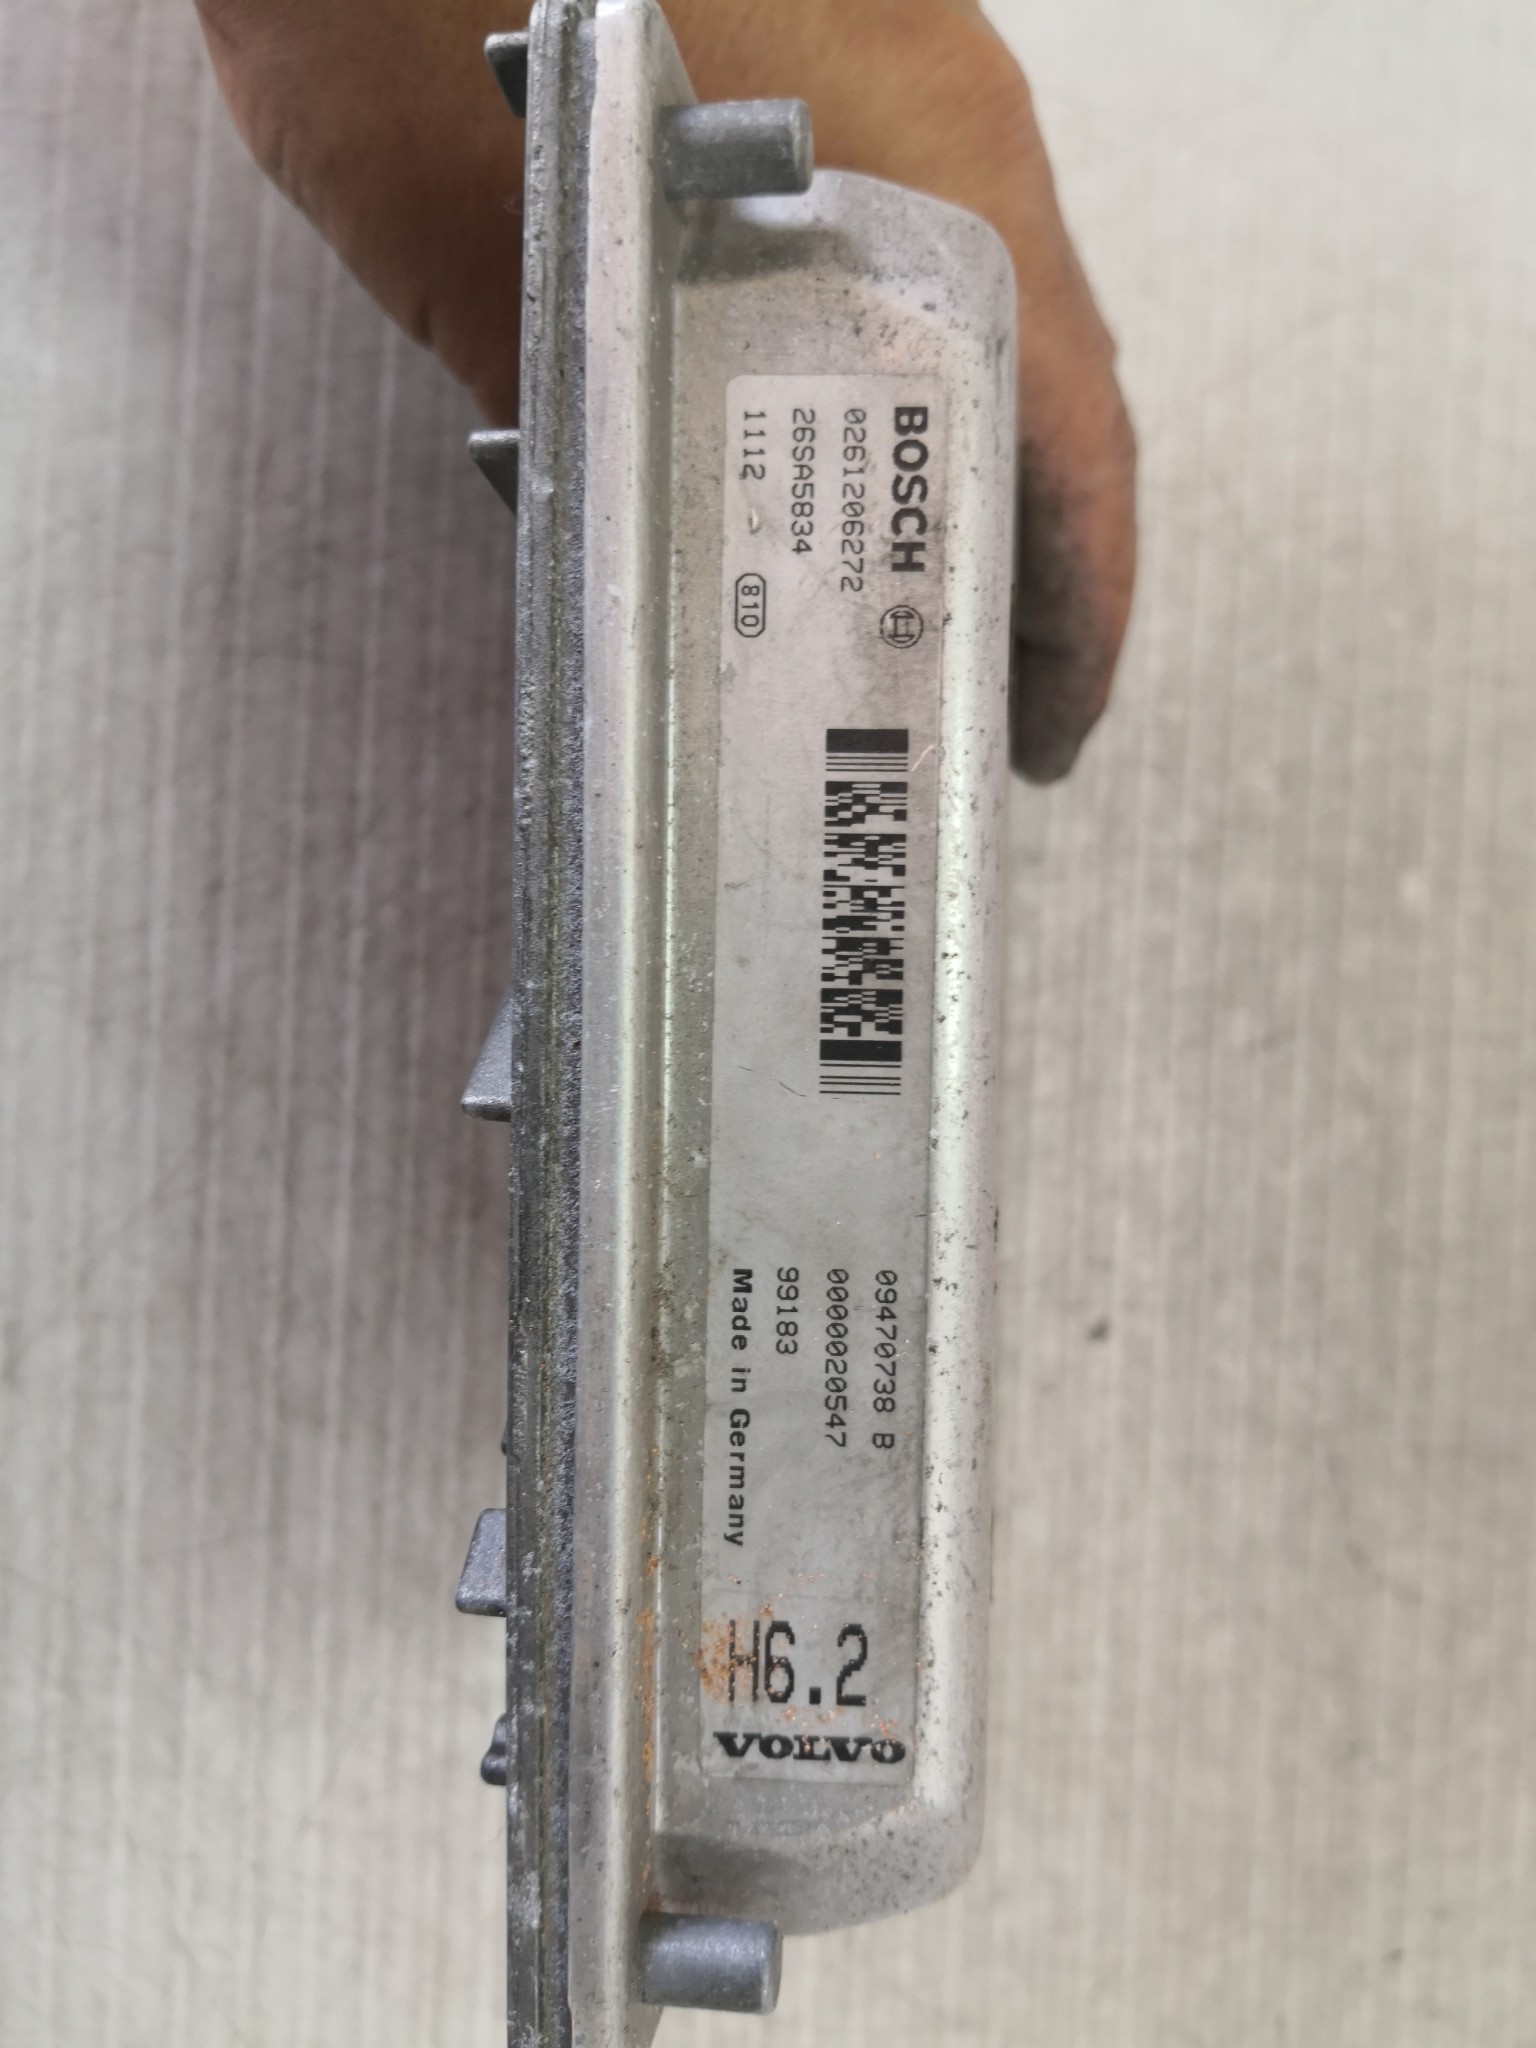 BOSCH
0261206272
26SA5834
1112
810
09470738 B
0000020547
99183
Made in Germany
H6.2
VOLVO